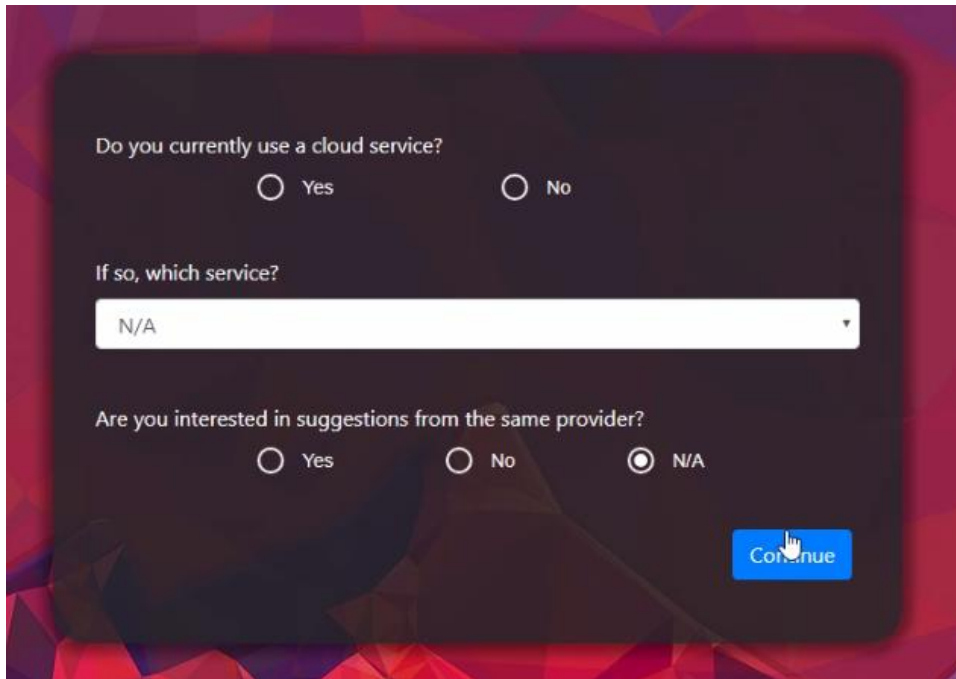 Do you currently use a cloud service?
Yes No
If so, which service?
N/A
Are you interested in suggestions from the same provider?
Yes No N/A
Continue